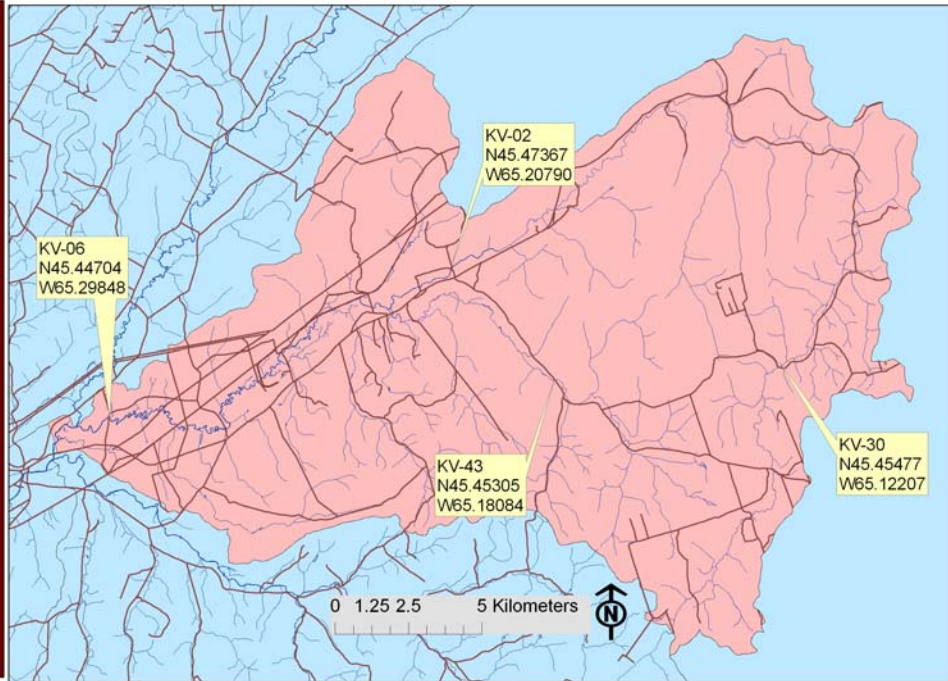 KV-02
N45.47367
W65.20790
KV-06
N45.44704
W65.29848
KV-43
N45.45305
W65.18084
KV-30
N45.45477
W65.12207
0 1.25 2.5 5 Kilometers
N